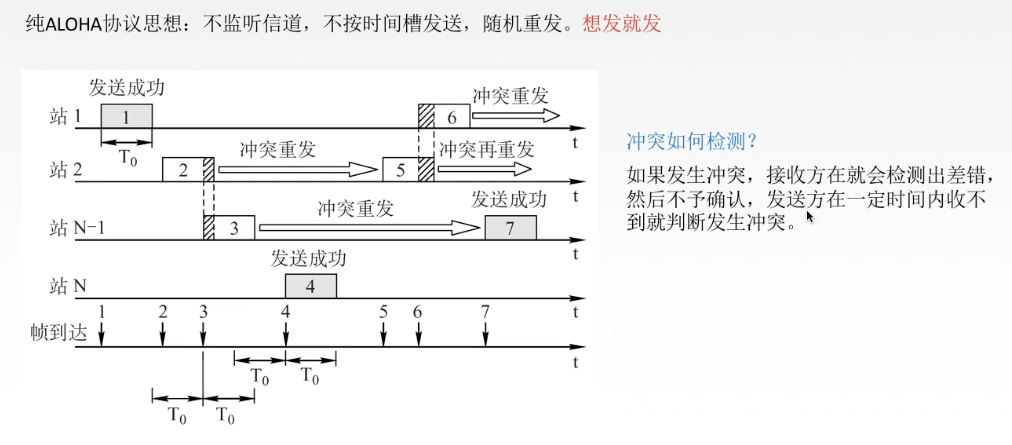 纯ALOHA协议思想：不监听信道，不按时间槽发送，随机重发。想发就发
发送成功
冲突重发
站 1
1
6
t
T0
冲突重发
冲突再重发
站 2
2
5
t
冲突重发
发送成功
站 N-1
3
7
t
发送成功
站 N
4
t
1 2 3 4 5 6 7
帧到达
t
T0 T0
T0 T0
冲突如何检测？
如果发生冲突，接收方在就会检测出差错，
然后不予确认，发送方在一定时间内收不
到就判断发生冲突。